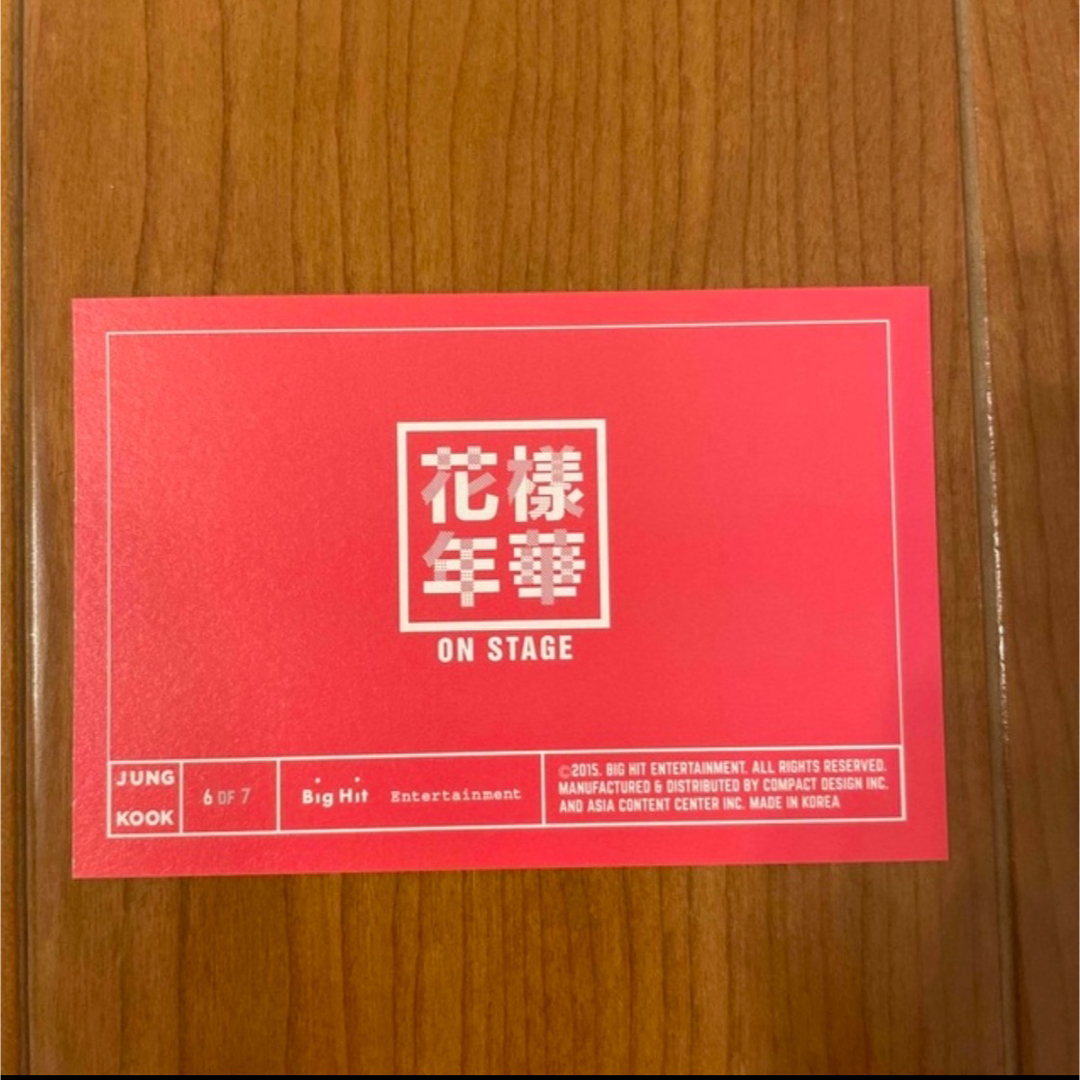 花樣
年華
ON STAGE
JUNG
KOOK
6 OF 7
Big Hit Entertainment
©2015. BIG HIT ENTERTAINMENT. ALL RIGHTS RESERVED.
MANUFACTURED & DISTRIBUTED BY COMPACT DESIGN INC.
AND ASIA CONTENT CENTER INC. MADE IN KOREA